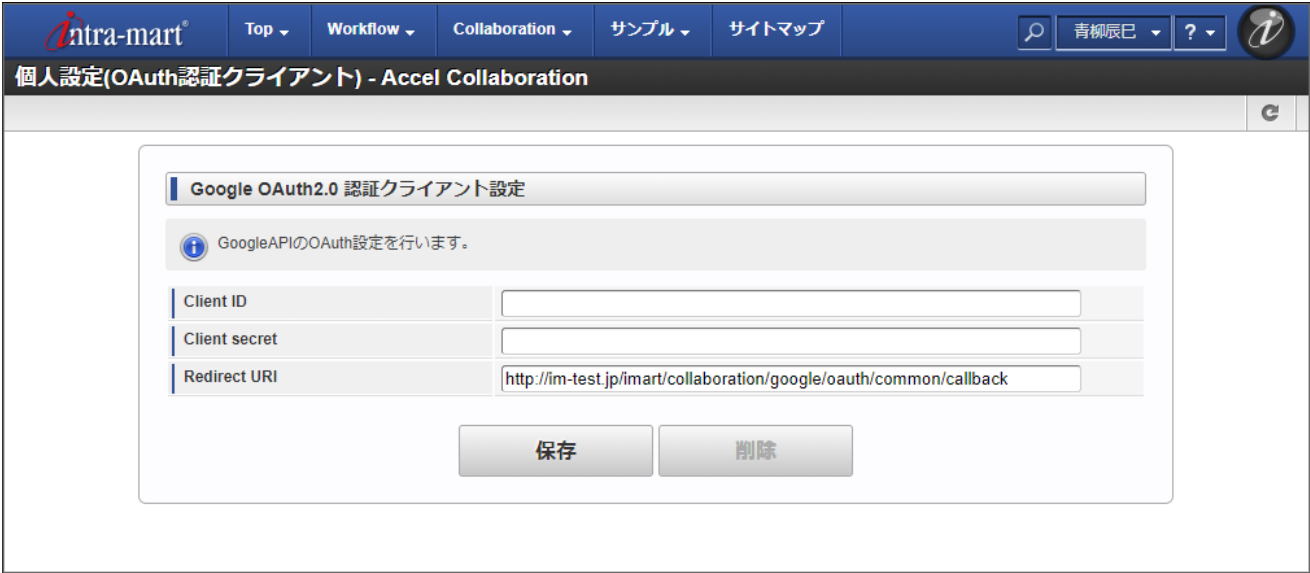 intra-mart® Top Workflow Collaboration サンプル サイトマップ 青柳辰巳 ?
個人設定(OAuth認証クライアント) - Accel Collaboration
Google OAuth2.0 認証クライアント設定
GoogleAPIのOAuth設定を行います。
Client ID
Client secret
Redirect URI http://im-test.jp/imart/collaboration/google/oauth/common/callback
保存 削除